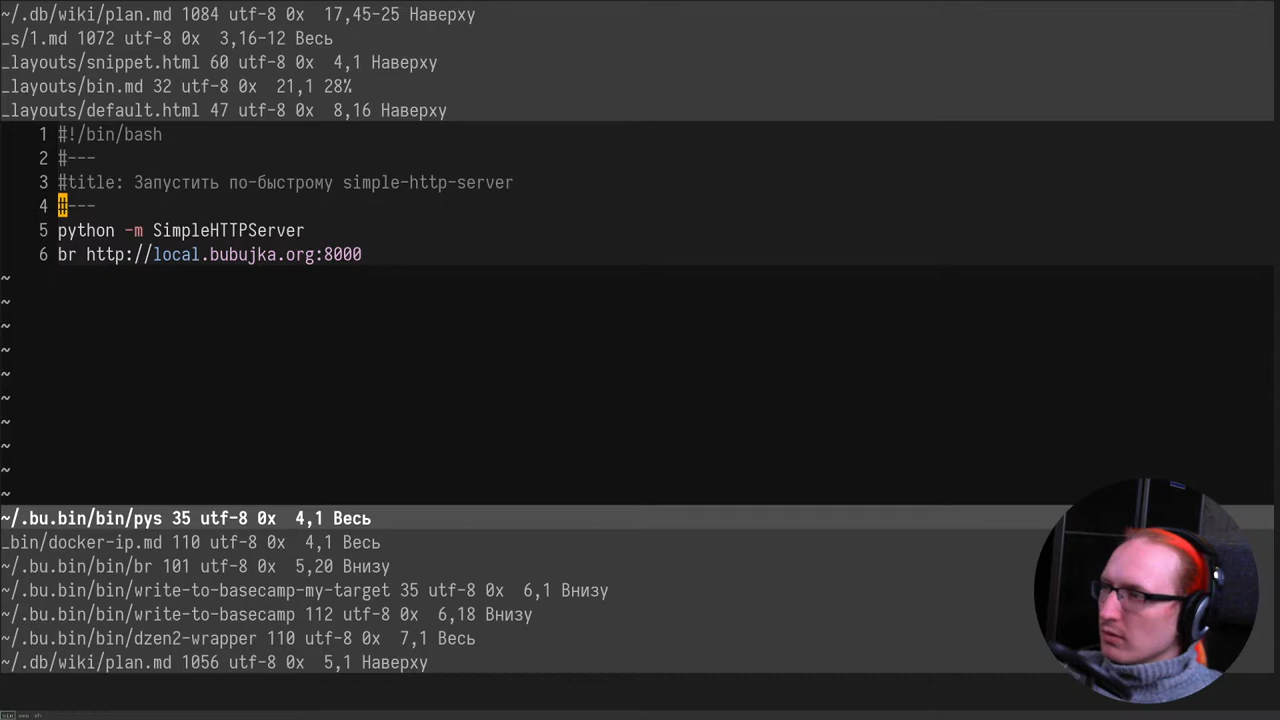 ~/.db/wiki/plan.md 1084 utf-8 0x  17,45-25 Наверху
_s/1.md 1072 utf-8 0x  3,16-12 Весь
_layouts/snippet.html 60 utf-8 0x  4,1 Наверху
_layouts/bin.md 32 utf-8 0x  21,1 28%
_layouts/default.html 47 utf-8 0x  8,16 Наверху
1 #!/bin/bash
2 #---
3 #title: Запустить по-быстрому simple-http-server
4 #---
5 python -m SimpleHTTPServer
6 br http://local.bubujka.org:8000
~
~
~
~
~
~
~
~
~
~
~/.bu.bin/bin/pys 35 utf-8 0x  4,1 Весь
_bin/docker-ip.md 110 utf-8 0x  4,1 Весь
~/.bu.bin/bin/br 101 utf-8 0x  5,20 Внизу
~/.bu.bin/bin/write-to-basecamp-my-target 35 utf-8 0x  6,1 Внизу
~/.bu.bin/bin/write-to-basecamp 112 utf-8 0x  6,18 Внизу
~/.bu.bin/bin/dzen2-wrapper 110 utf-8 0x  7,1 Весь
~/.db/wiki/plan.md 1056 utf-8 0x  5,1 Наверху